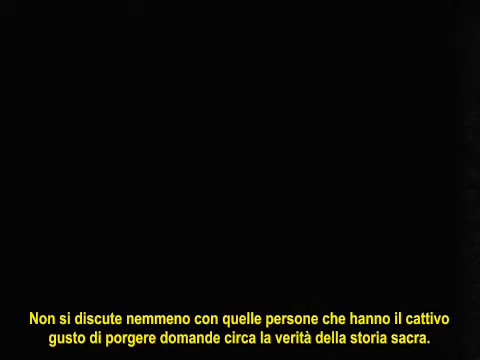 Non si discute nemmeno con quelle persone che hanno il cattivo
gusto di porgere domande circa la verità della storia sacra.